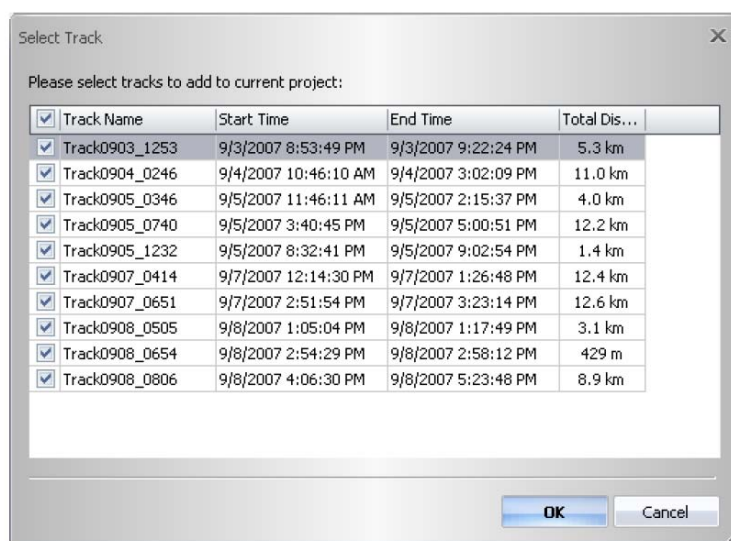 Select Track
Please select tracks to add to current project:
Track Name Start Time End Time Total Dis...
Track0903_1253 9/3/2007 8:53:49 PM 9/3/2007 9:22:24 PM 5.3 km
Track0904_0246 9/4/2007 10:46:10 AM 9/4/2007 3:02:09 PM 11.0 km
Track0905_0346 9/5/2007 11:46:11 AM 9/5/2007 2:15:37 PM 4.0 km
Track0905_0740 9/5/2007 3:40:45 PM 9/5/2007 5:00:51 PM 12.2 km
Track0905_1232 9/5/2007 8:32:41 PM 9/5/2007 9:02:54 PM 1.4 km
Track0907_0414 9/7/2007 12:14:30 PM 9/7/2007 1:26:48 PM 12.4 km
Track0907_0651 9/7/2007 2:51:54 PM 9/7/2007 3:23:14 PM 12.6 km
Track0908_0505 9/8/2007 1:05:04 PM 9/8/2007 1:17:49 PM 3.1 km
Track0908_0654 9/8/2007 2:54:29 PM 9/8/2007 2:58:12 PM 429 m
Track0908_0806 9/8/2007 4:06:30 PM 9/8/2007 5:23:48 PM 8.9 km
OK Cancel